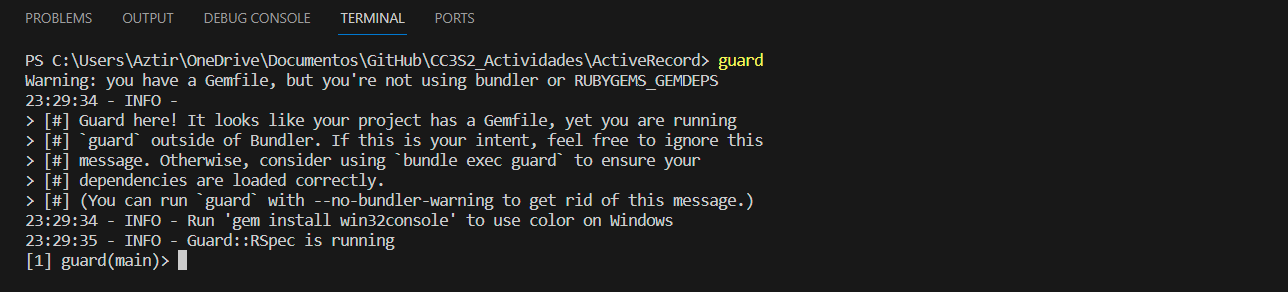 PROBLEMS OUTPUT DEBUG CONSOLE TERMINAL PORTS
PS C:\Users\Aztir\OneDrive\Documentos\GitHub\CC3S2_Actividades\ActiveRecord> guard
Warning: you have a Gemfile, but you're not using bundler or RUBYGEMS_GEMDEPS
23:29:34 - INFO -
> [#] Guard here! It looks like your project has a Gemfile, yet you are running
> [#] `guard` outside of Bundler. If this is your intent, feel free to ignore this
> [#] message. Otherwise, consider using `bundle exec guard` to ensure your
> [#] dependencies are loaded correctly.
> [#] (You can run `guard` with --no-bundler-warning to get rid of this message.)
23:29:34 - INFO - Run 'gem install win32console' to use color on Windows
23:29:35 - INFO - Guard::RSpec is running
[1] guard(main)>